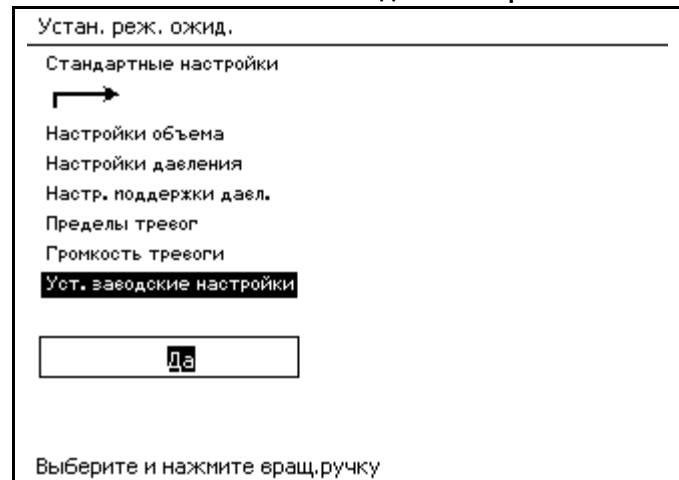 Устан. реж. ожид.
Стандартные настройки
Настройки объема
Настройки давления
Настр. поддержки давл.
Пределы тревог
Громкость тревоги
Уст. заводские настройки
Да
Выберите и нажмите вращ.ручку